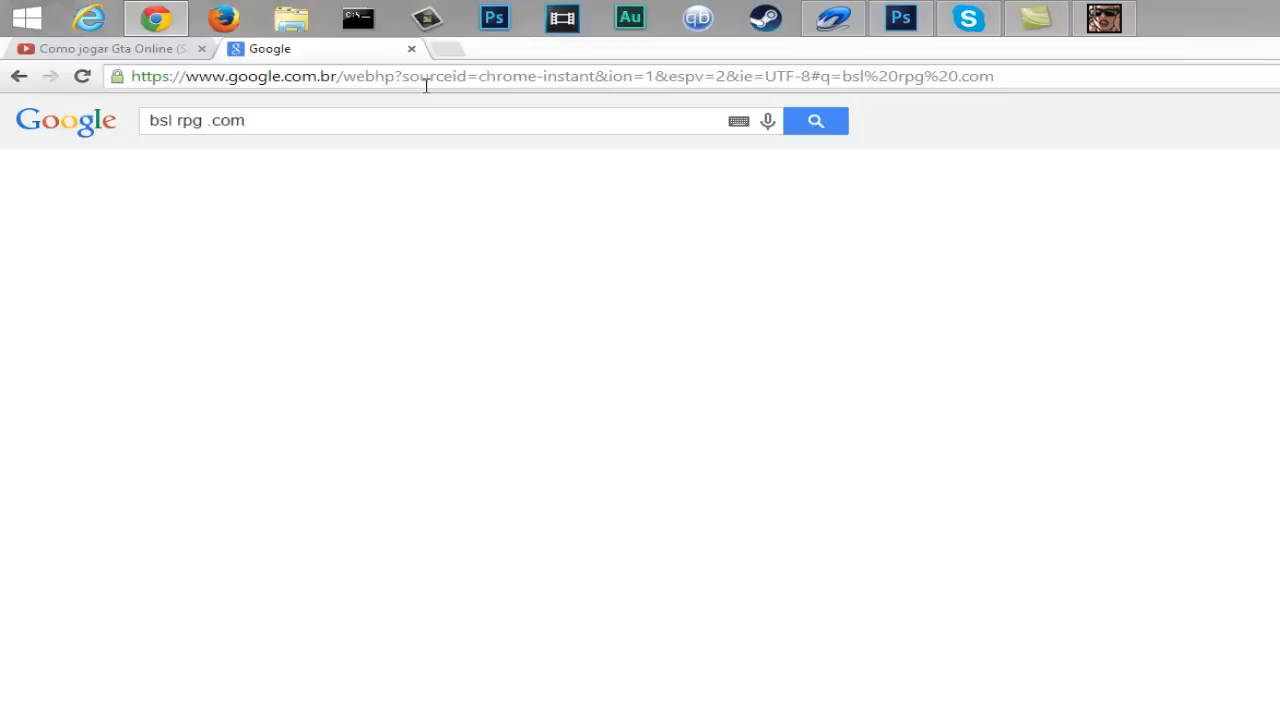 C:\_
Ps
Au
qb
Ps
S
Como jogar Gta Online (S
Google
https://www.google.com.br/webhp?sourceid=chrome-instant&ion=1&espv=2&ie=UTF-8#q=bsl%20rpg%20.com
Google
bsl rpg .com